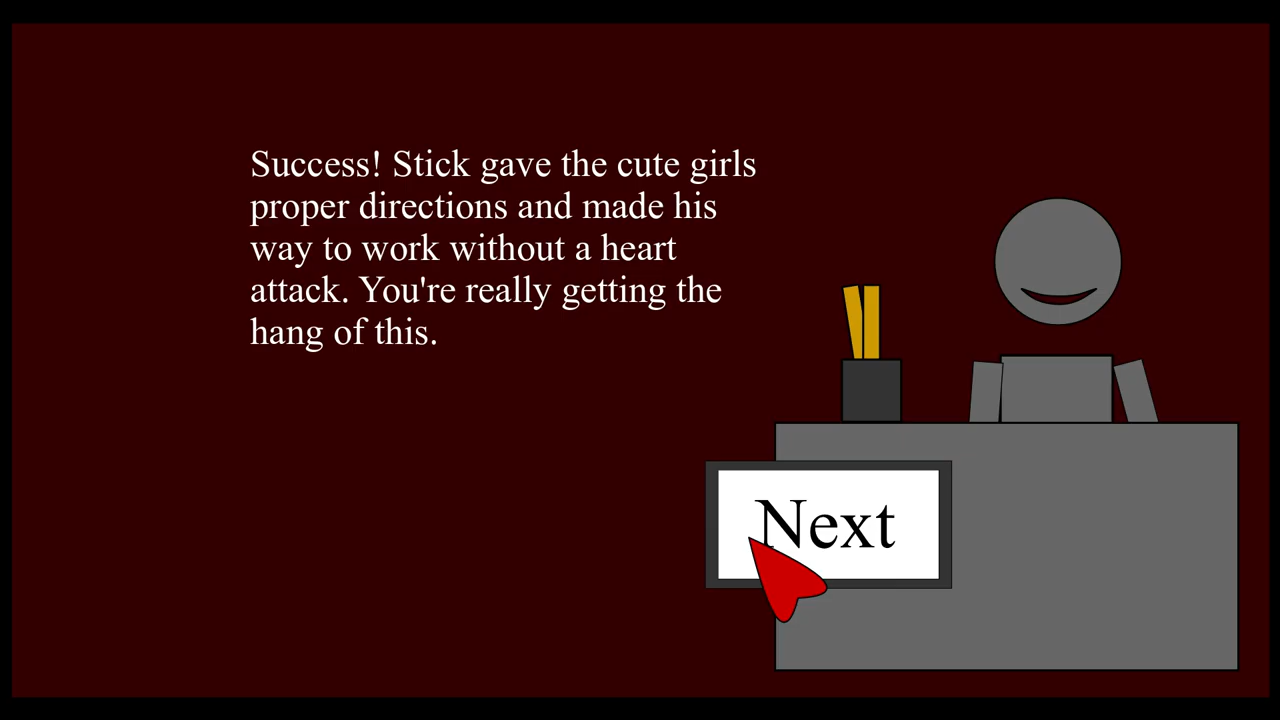 Success! Stick gave the cute girls
proper directions and made his
way to work without a heart
attack. You're really getting the
hang of this.
Next